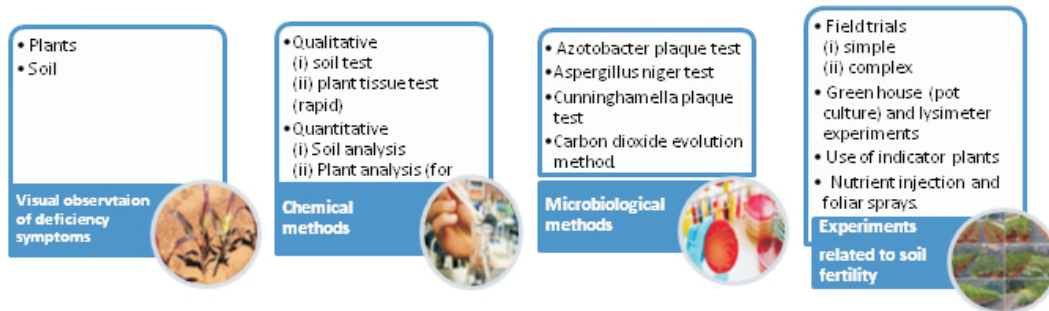 • Plants
• Soil
Visual observtaion
of deficiency
symptoms
• Qualitative
(i) soil test
(ii) plant tissue test
(rapid)
• Quantitative
(i) Soil analysis
(ii) Plant analysis (for
Chemical
methods
• Azotobacter plaque test
• Aspergillus niger test
• Cunninghamella plaque
test
• Carbon dioxide evolution
method.
Microbiological
methods
• Field trials
(i) simple
(ii) complex
• Green house (pot
culture) and lysimeter
experiments
• Use of indicator plants
• Nutrient injection and
foliar sprays.
Experiments
related to soil
fertility